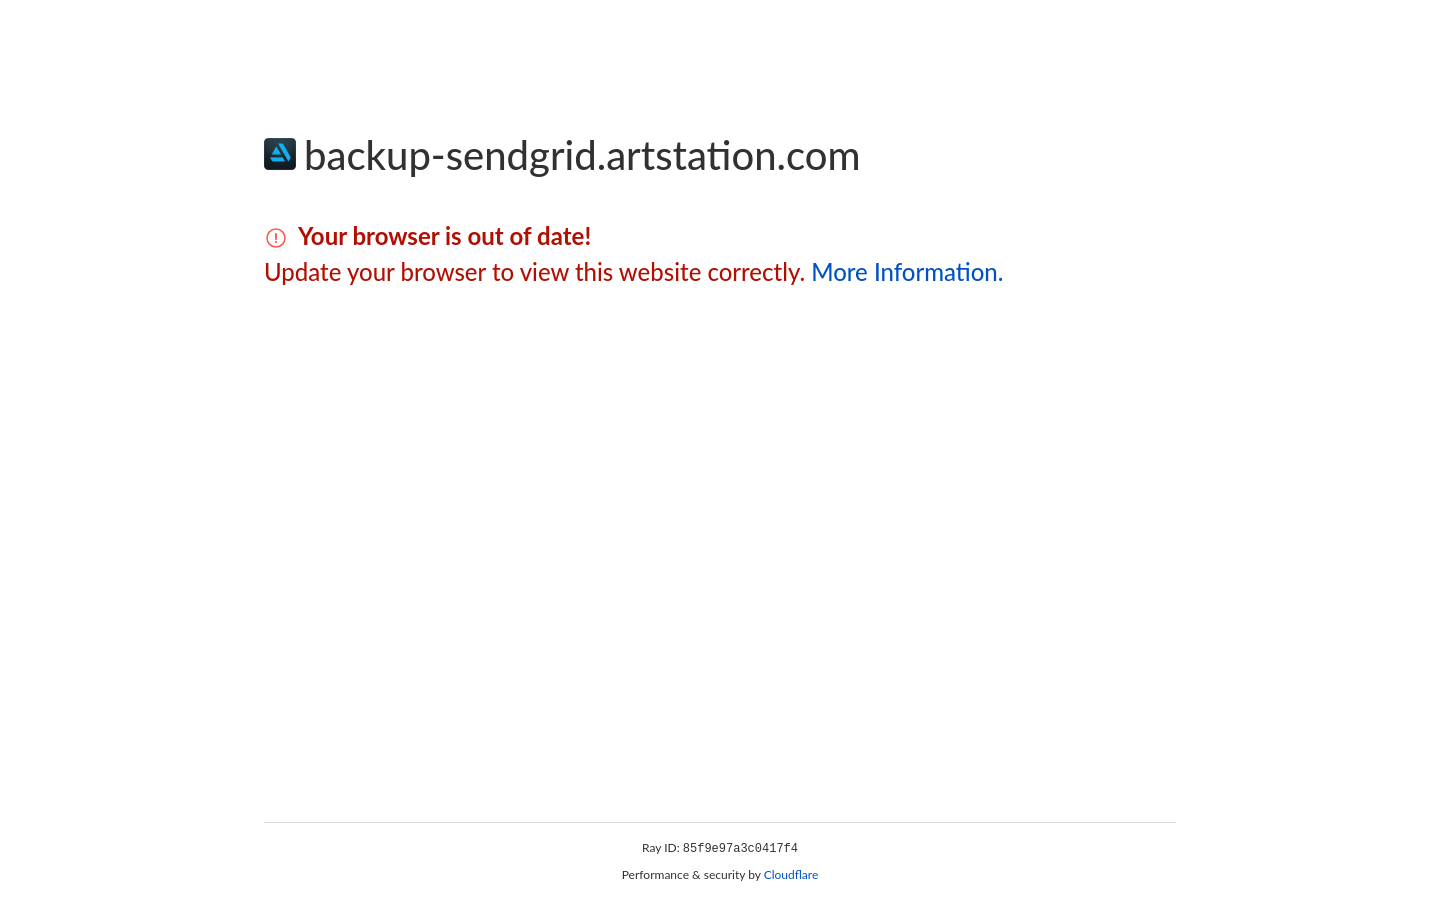 backup-sendgrid.artstation.com
Your browser is out of date!
Update your browser to view this website correctly. More Information.
Ray ID: 85f9e97a3c0417f4
Performance & security by Cloudflare